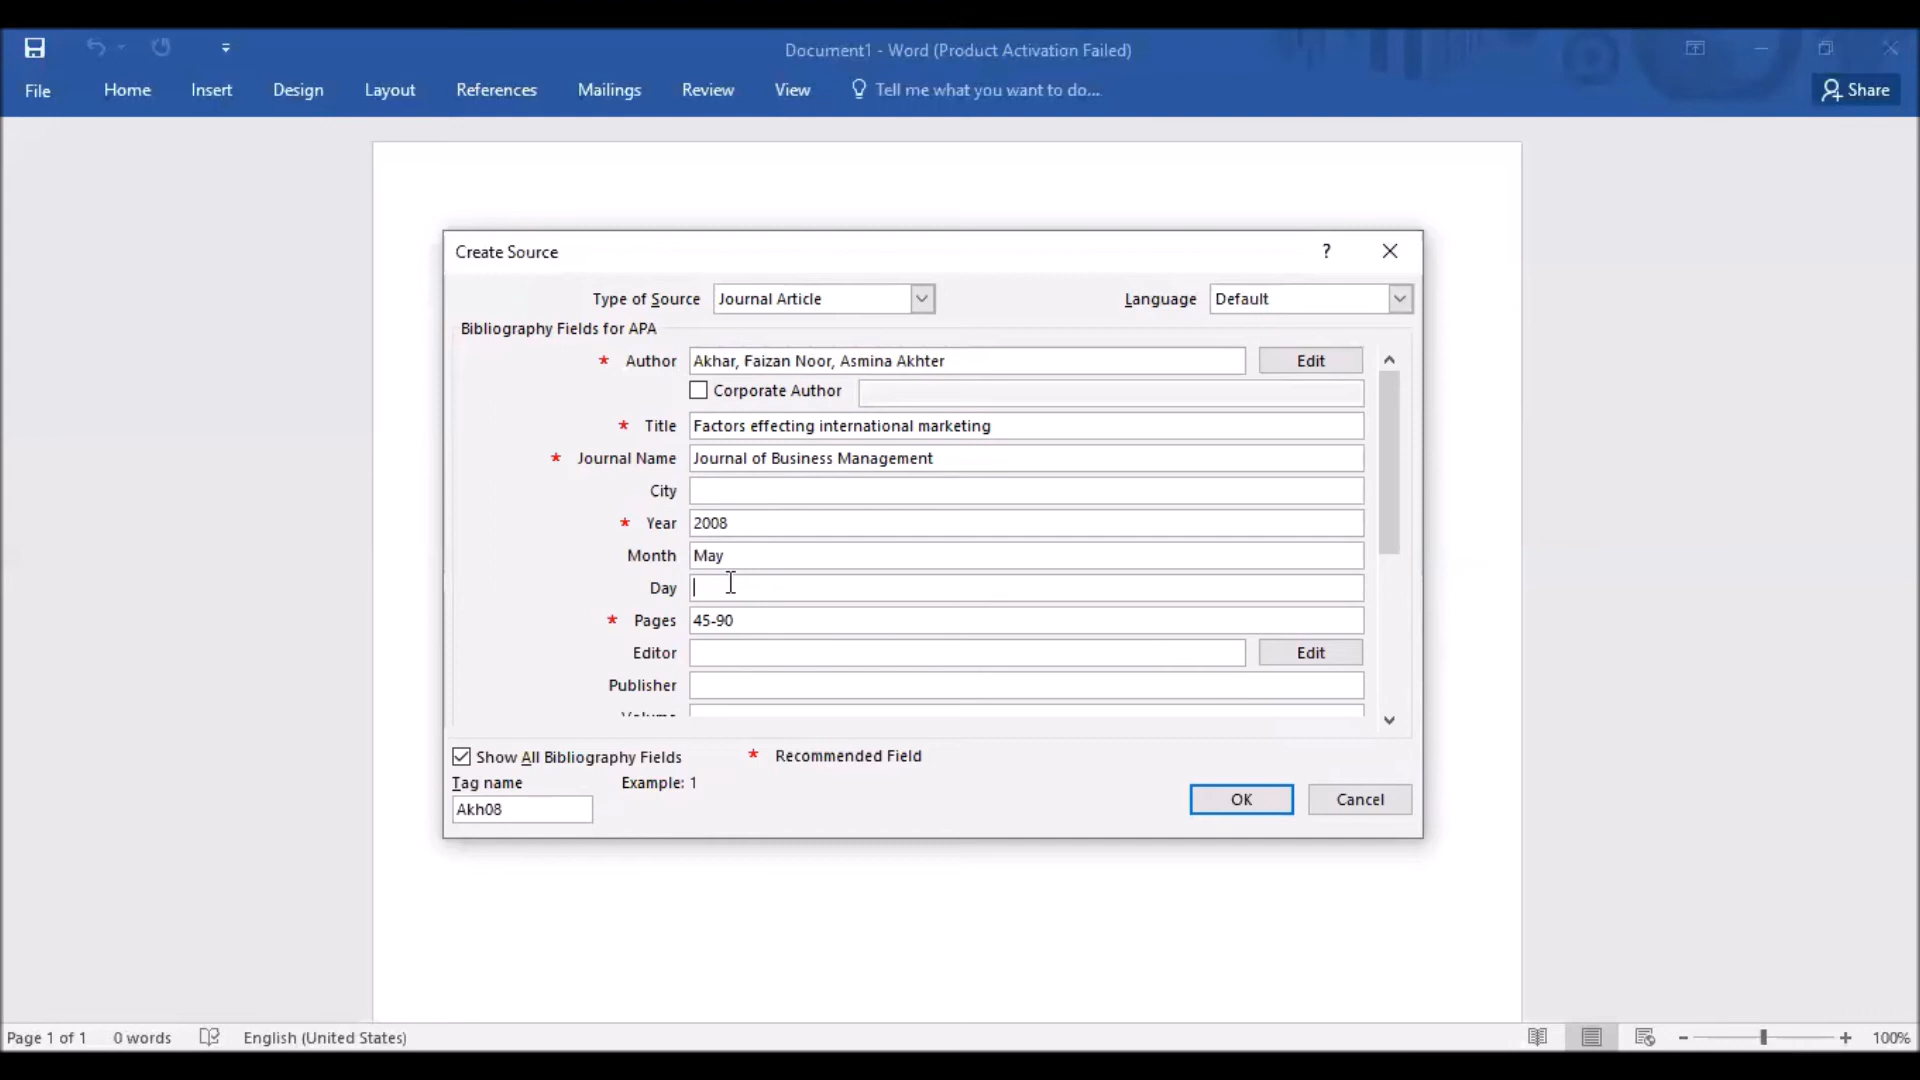 Document1 - Word (Product Activation Failed)
File Home Insert Design Layout References Mailings Review View Tell me what you want to do... Share
Create Source ?
Type of Source Journal Article Language Default
Bibliography Fields for APA
* Author Akhar, Faizan Noor, Asmina Akhter Edit
Corporate Author
* Title Factors effecting international marketing
* Journal Name Journal of Business Management
City
* Year 2008
Month May
Day
* Pages 45-90
Editor Edit
Publisher
Volume
Show All Bibliography Fields * Recommended Field
Tag name Example: 1
Akh08 OK Cancel
Page 1 of 1 0 words English (United States) 100%